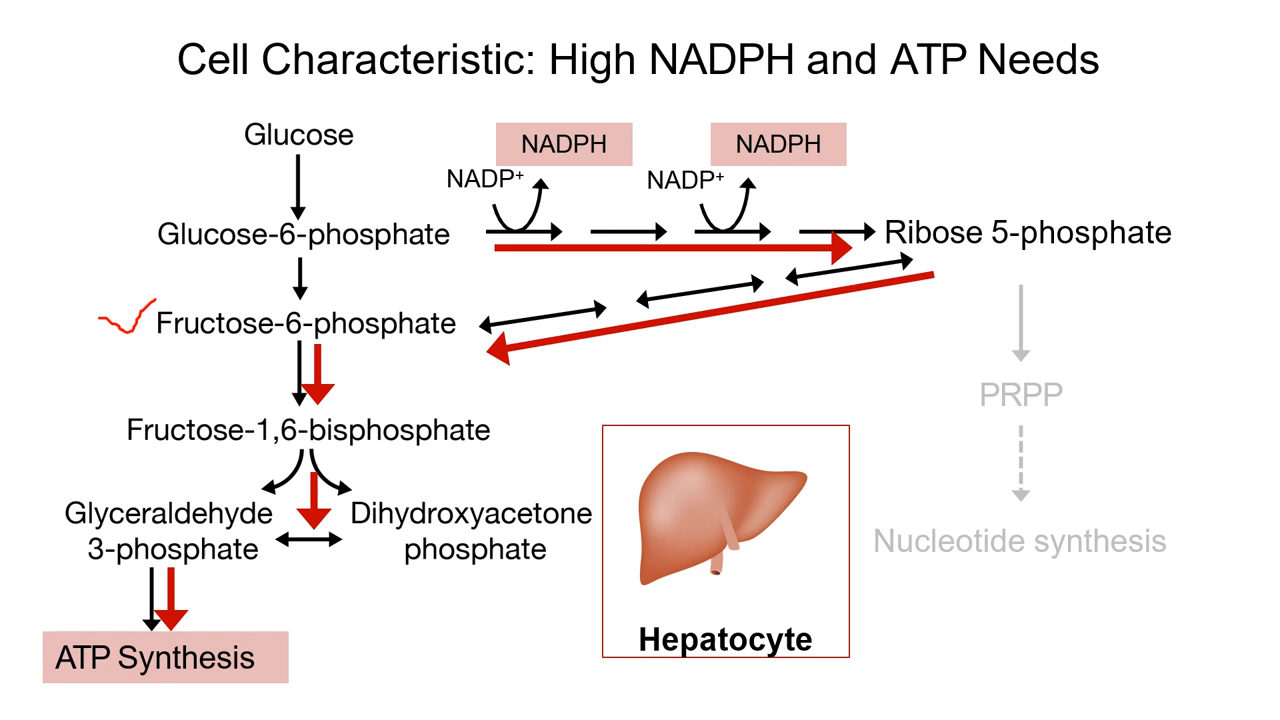 Cell Characteristic: High NADPH and ATP Needs
Glucose
NADPH
NADPH
NADP⁺
NADP⁺
Glucose-6-phosphate
Ribose 5-phosphate
Fructose-6-phosphate
PRPP
Fructose-1,6-bisphosphate
Glyceraldehyde
3-phosphate
Dihydroxyacetone
phosphate
Nucleotide synthesis
Hepatocyte
ATP Synthesis